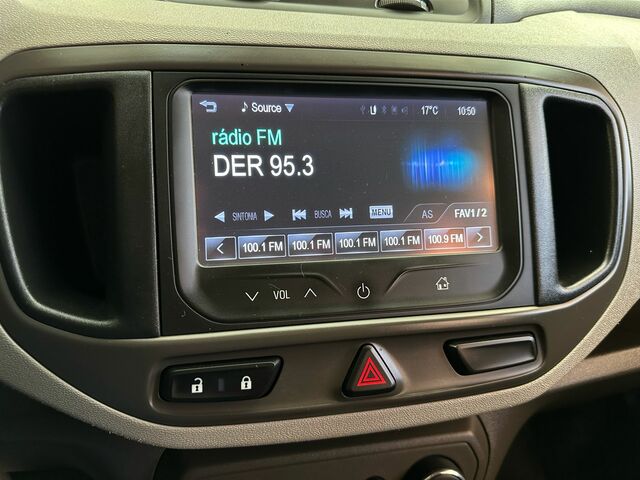 Source 17°C 10:50
rádio FM
DER 95.3
SINTONIA BUSCA MENU AS FAV1/2
100.1 FM 100.1 FM 100.1 FM 100.1 FM 100.9 FM
VOL